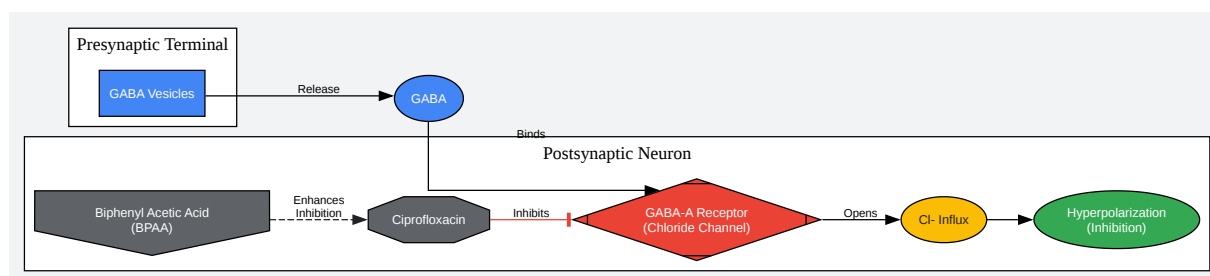 Presynaptic Terminal
GABA Vesicles
Release
GABA
Binds
Postsynaptic Neuron
Biphenyl Acetic Acid
(BPAA)
Enhances
Inhibition
Ciprofloxacin
Inhibits
GABA-A Receptor
(Chloride Channel)
Opens
Cl- Influx
Hyperpolarization
(Inhibition)